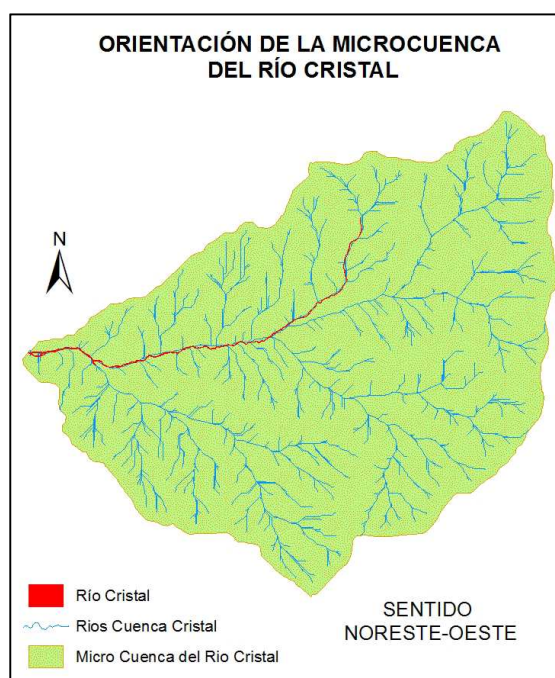 ORIENTACIÓN DE LA MICROCUENCA
DEL RÍO CRISTAL
N
Río Cristal
Rios Cuenca Cristal
Micro Cuenca del Rio Cristal
SENTIDO
NORESTE-OESTE